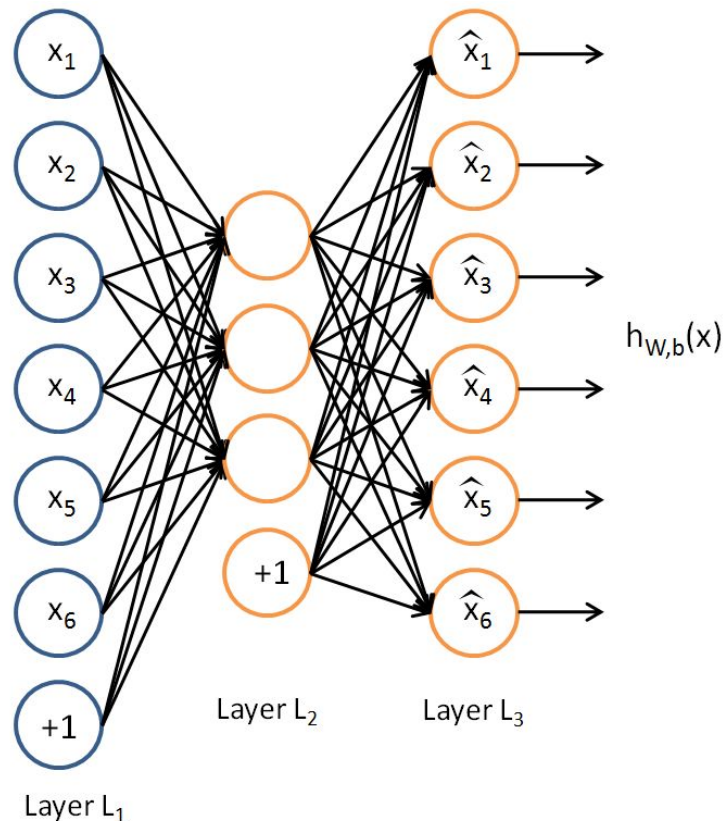 x₁
x₂
x₃
x₄
x₅
x₆
+1
Layer L₁
+1
Layer L₂
x̂₁
x̂₂
x̂₃
x̂₄
x̂₅
x̂₆
Layer L₃
h_{W,b}(x)